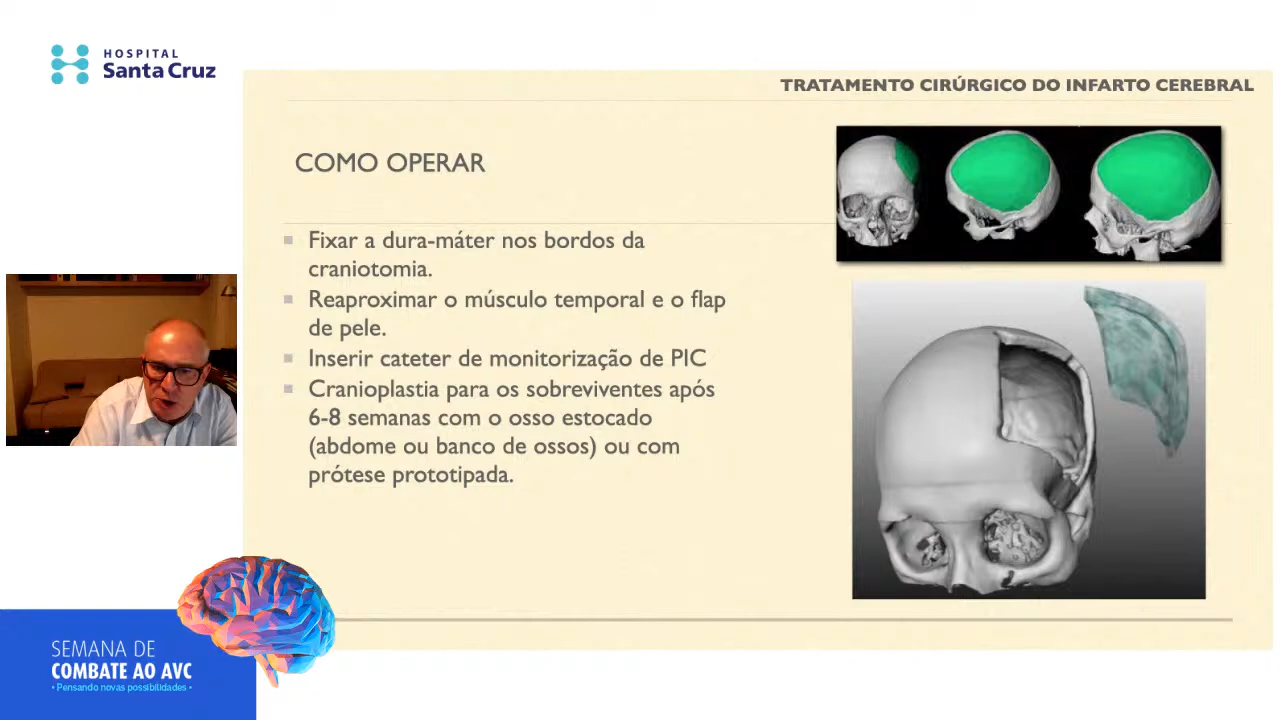 HOSPITAL
Santa Cruz
TRATAMENTO CIRÚRGICO DO INFARTO CEREBRAL
COMO OPERAR
Fixar a dura-máter nos bordos da
craniotomia.
Reaproximar o músculo temporal e o flap
de pele.
Inserir cateter de monitorização de PIC
Cranioplastia para os sobreviventes após
6-8 semanas com o osso estocado
(abdome ou banco de ossos) ou com
prótese prototipada.
SEMANA DE
COMBATE AO AVC
• Pensando novas possibilidades •